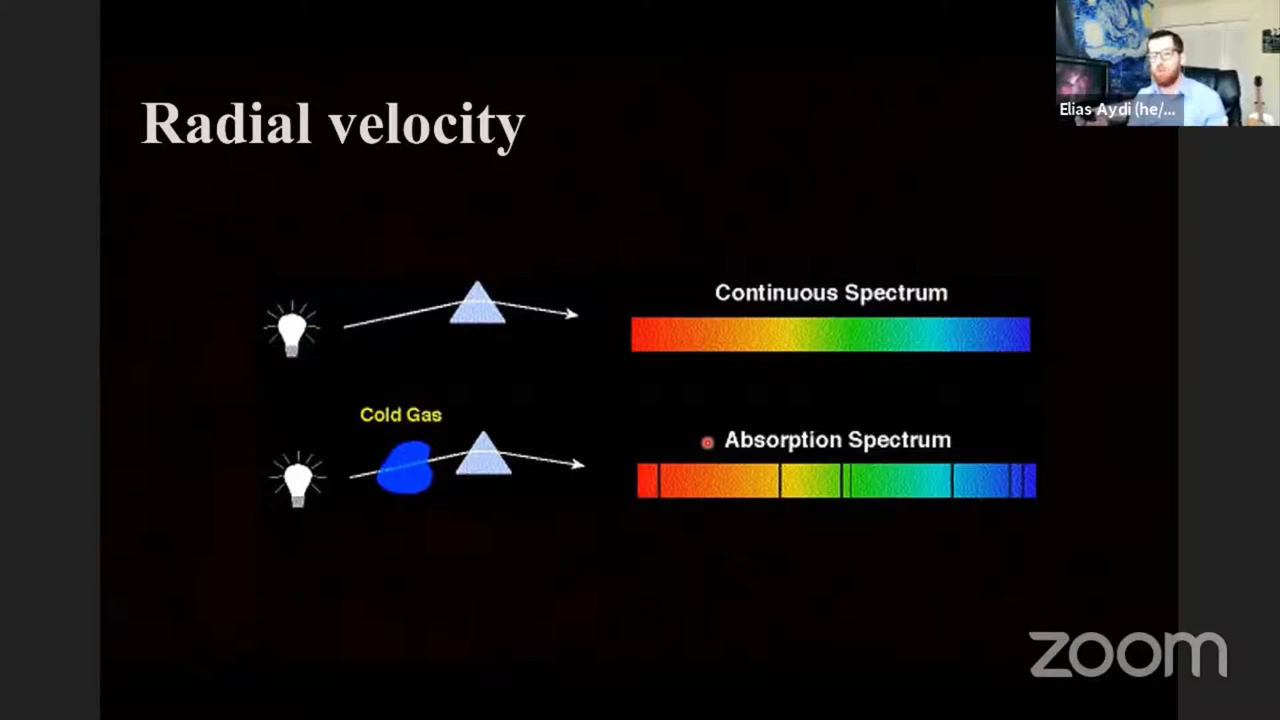 Elias Aydi (he/...
Radial velocity
Continuous Spectrum
Cold Gas
Absorption Spectrum
zoom